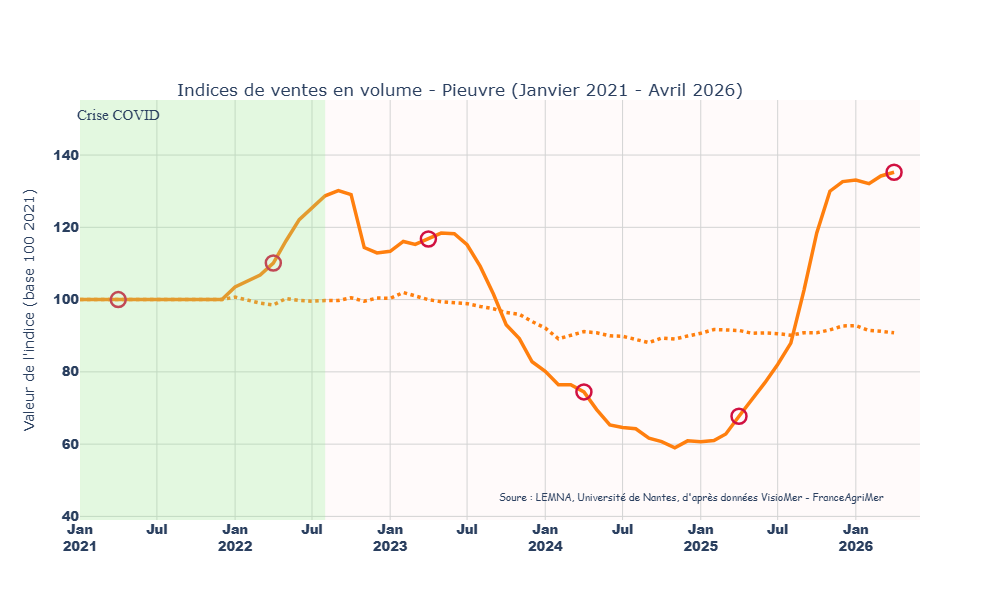 Indices de ventes en volume - Pieuvre (Janvier 2021 - Avril 2026)
Crise COVID
Valeur de l'indice (base 100 2021)
140
120
100
80
60
40
Soure : LEMNA, Université de Nantes, d'après données VisioMer - FranceAgriMer
Jan Jul Jan Jul Jan Jul Jan Jul Jan Jul Jan
2021 2022 2023 2024 2025 2026